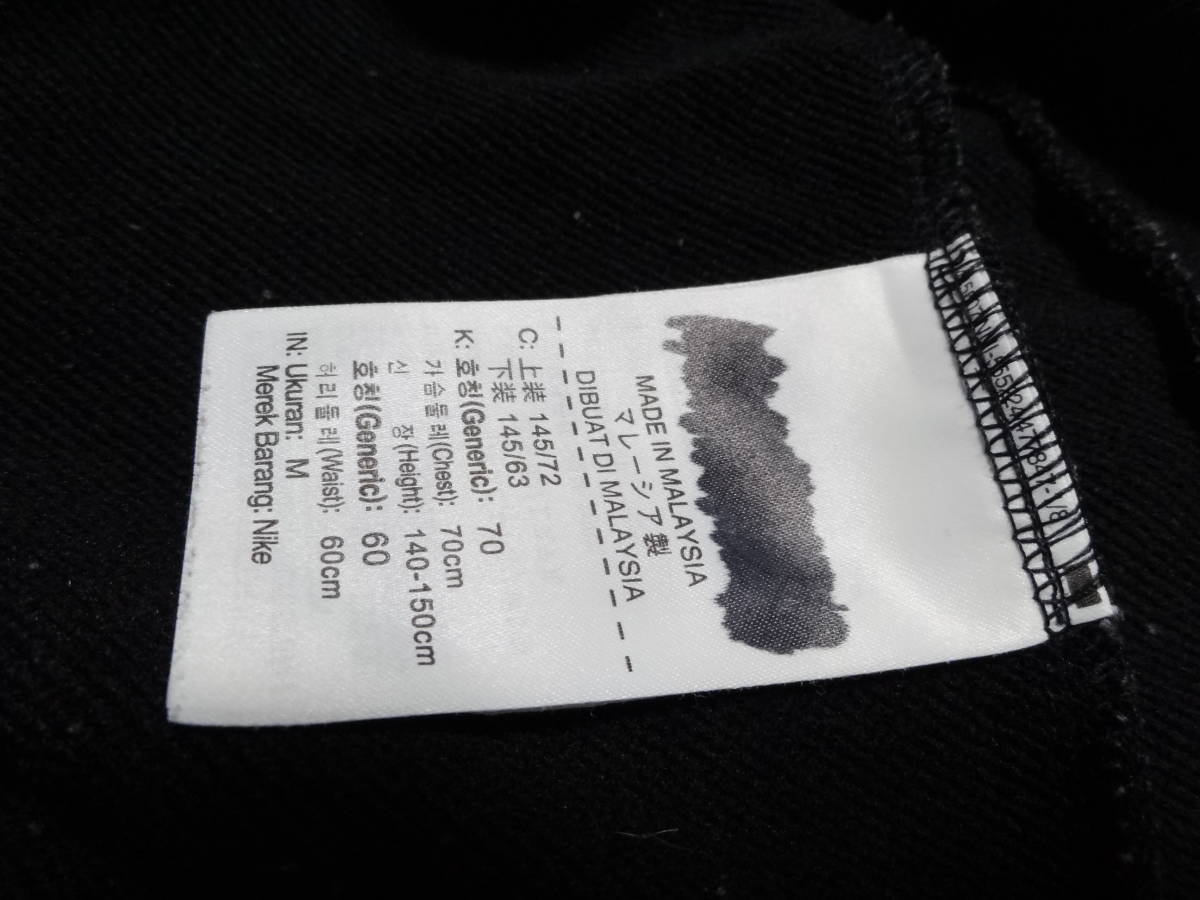 MADE IN MALAYSIA
マレーシア製
DIBUAT DI MALAYSIA
C: 上装 145/72
下装 145/63
K: 호칭(Generic): 70
가슴둘레(Chest): 70cm
신 장(Height): 140-150cm
호칭(Generic): 60
허리둘레(Waist): 60cm
IN: Ukuran: M
Merek Barang: Nike